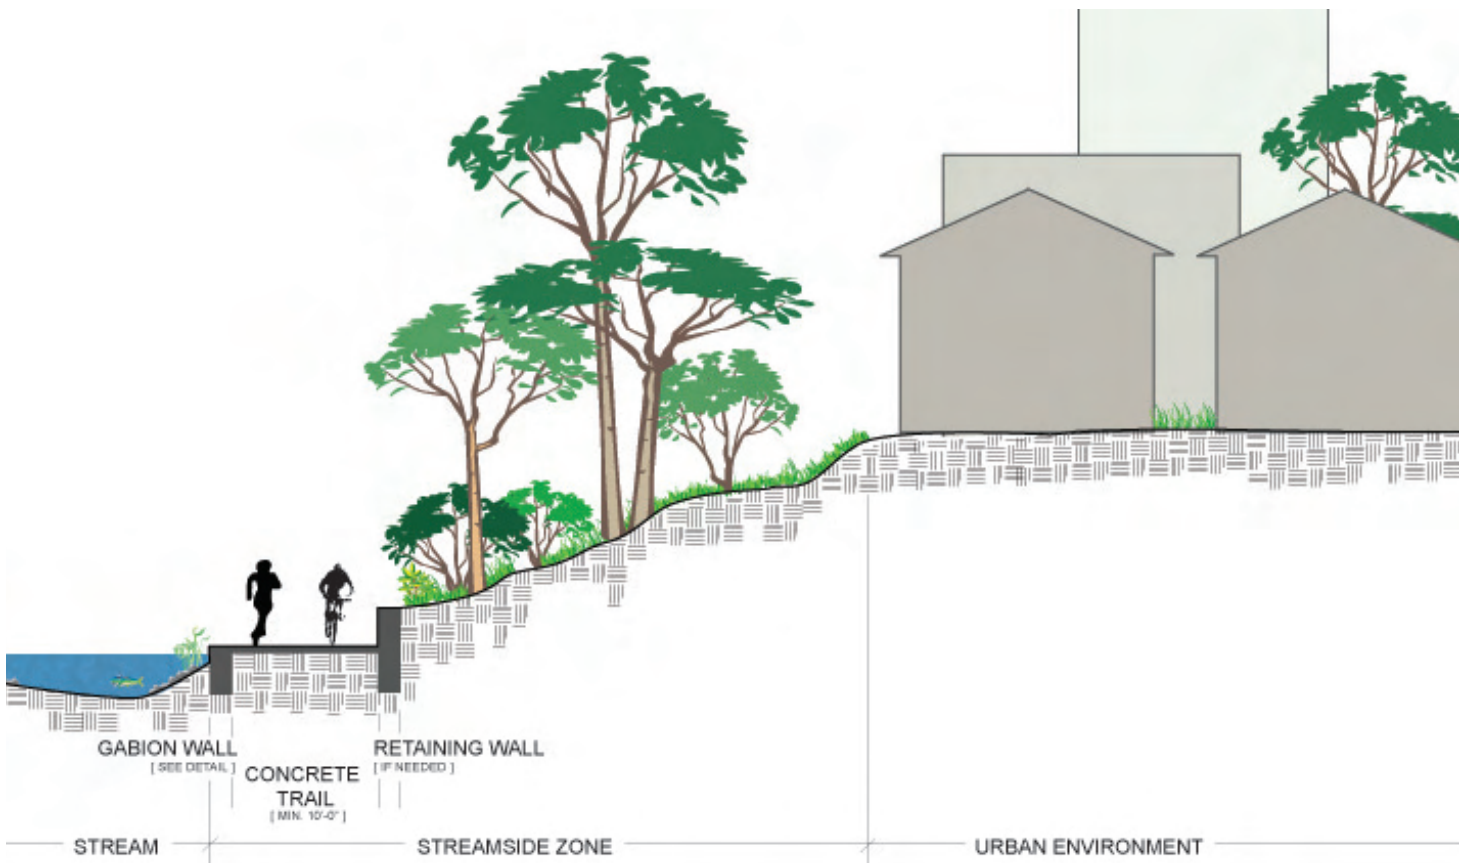 GABION WALL
[ SEE DETAIL ]
CONCRETE
TRAIL
[ MIN. 10'-0" ]
RETAINING WALL
[ IF NEEDED ]
STREAM
STREAMSIDE ZONE
URBAN ENVIRONMENT